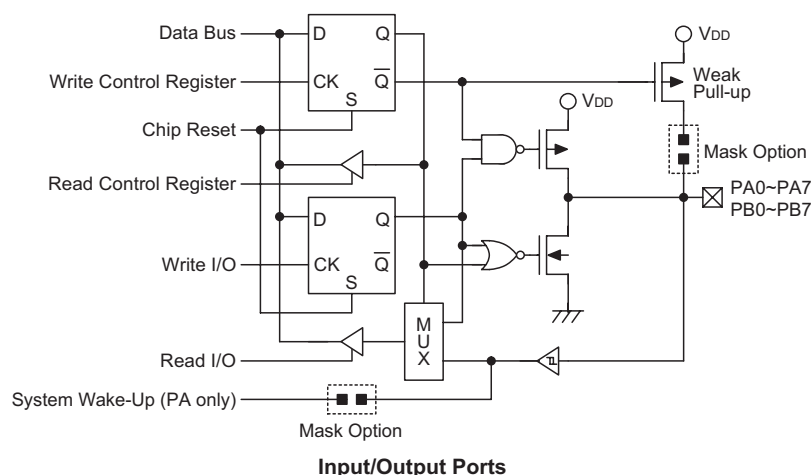 Data Bus
D
Q
VDD
Write Control Register
CK
Q
Weak
Pull-up
S
VDD
Chip Reset
Mask Option
Read Control Register
PA0~PA7
PB0~PB7
D
Q
Write I/O
CK
Q
S
M
U
X
Read I/O
System Wake-Up (PA only)
Mask Option
Input/Output Ports